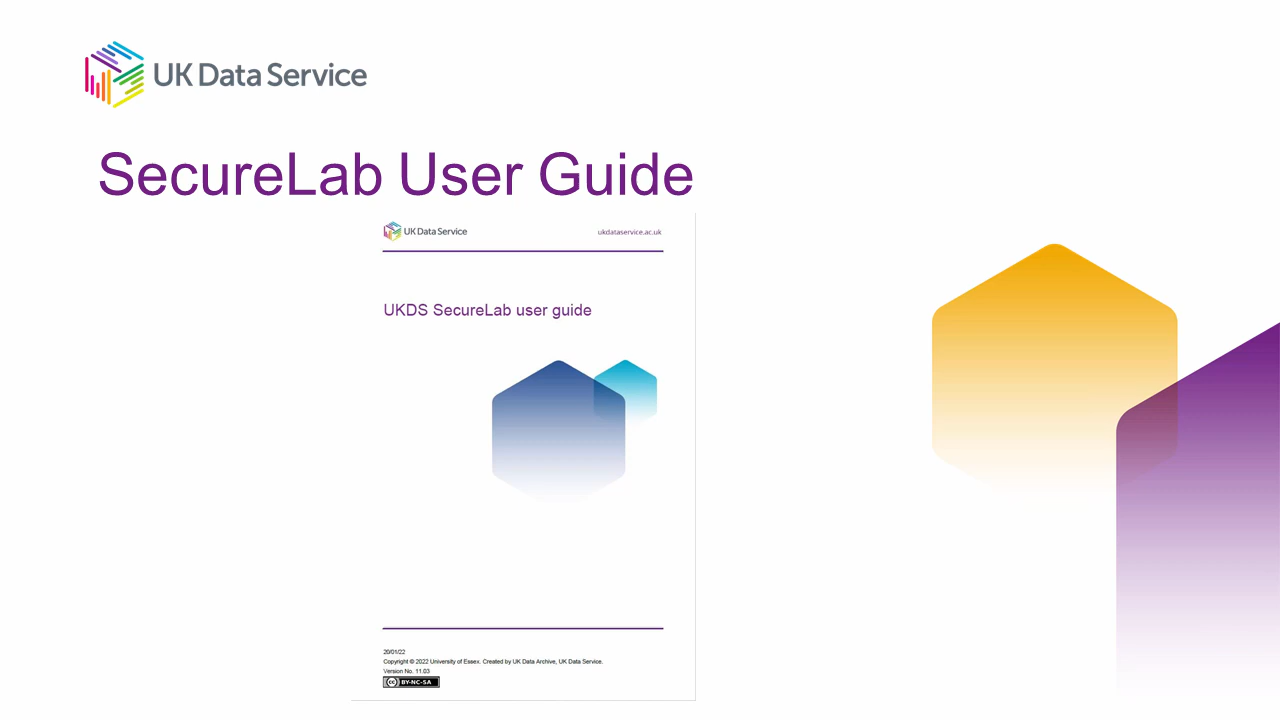 UK Data Service
SecureLab User Guide
UK Data Service
ukdataservice.ac.uk
UKDS SecureLab user guide
20/01/22
Copyright © 2022 University of Essex. Created by UK Data Archive, UK Data Service.
Version No. 11.03
cc BY-NC-SA